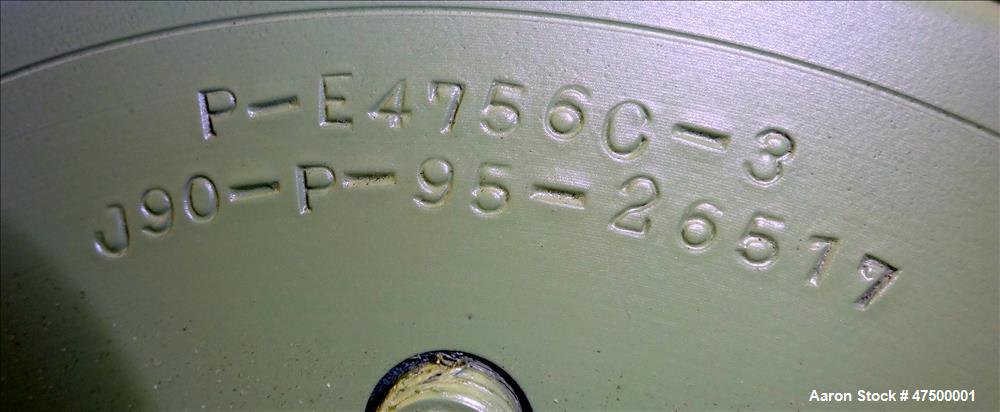 P-E4756C-3
J90-P-95-26517
Aaron Stock # 47500001